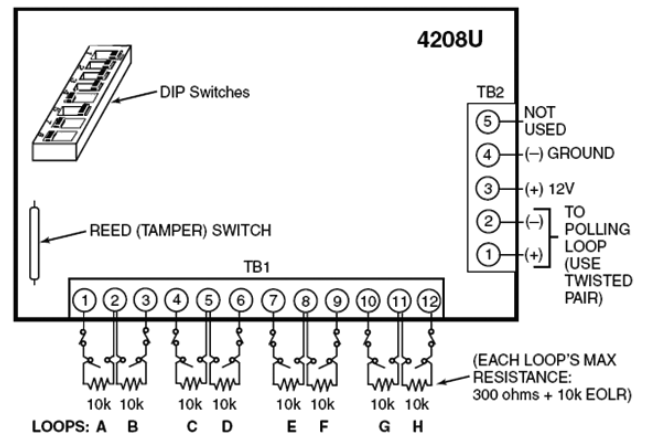 4208U
DIP Switches
TB2
5 NOT
USED
4 (–) GROUND
3 (+) 12V
2 (–)
1 (+)
TO
POLLING
LOOP
(USE
TWISTED
PAIR)
REED (TAMPER) SWITCH
TB1
1 2 3 4 5 6 7 8 9 10 11 12
(EACH LOOP'S MAX
RESISTANCE:
300 ohms + 10k EOLR)
10k 10k 10k 10k 10k 10k 10k 10k
LOOPS: A B C D E F G H